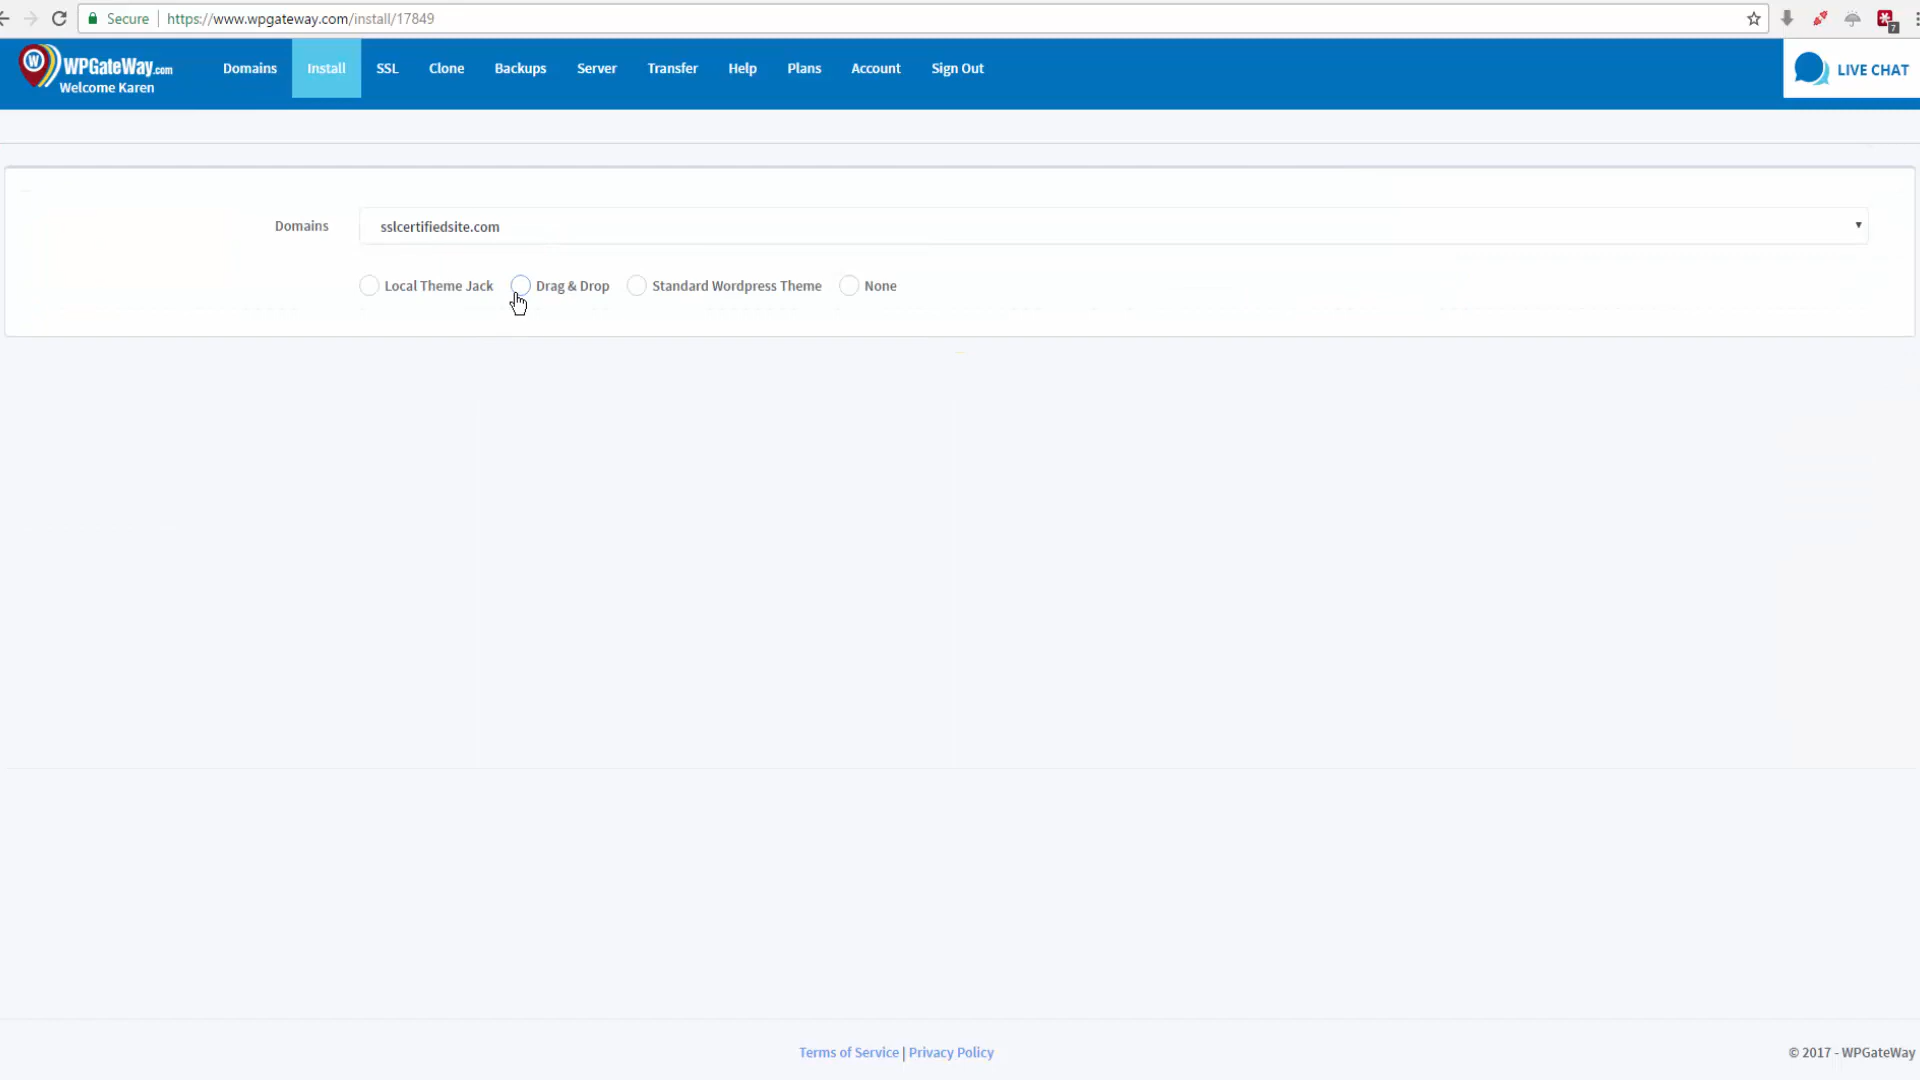 Secure https://www.wpgateway.com/install/17849
7
W WPGateWay.com
Welcome Karen
Domains Install SSL Clone Backups Server Transfer Help Plans Account Sign Out
LIVE CHAT
Domains sslcertifiedsite.com
Local Theme Jack Drag & Drop Standard Wordpress Theme None
Terms of Service | Privacy Policy
© 2017 - WPGateWay